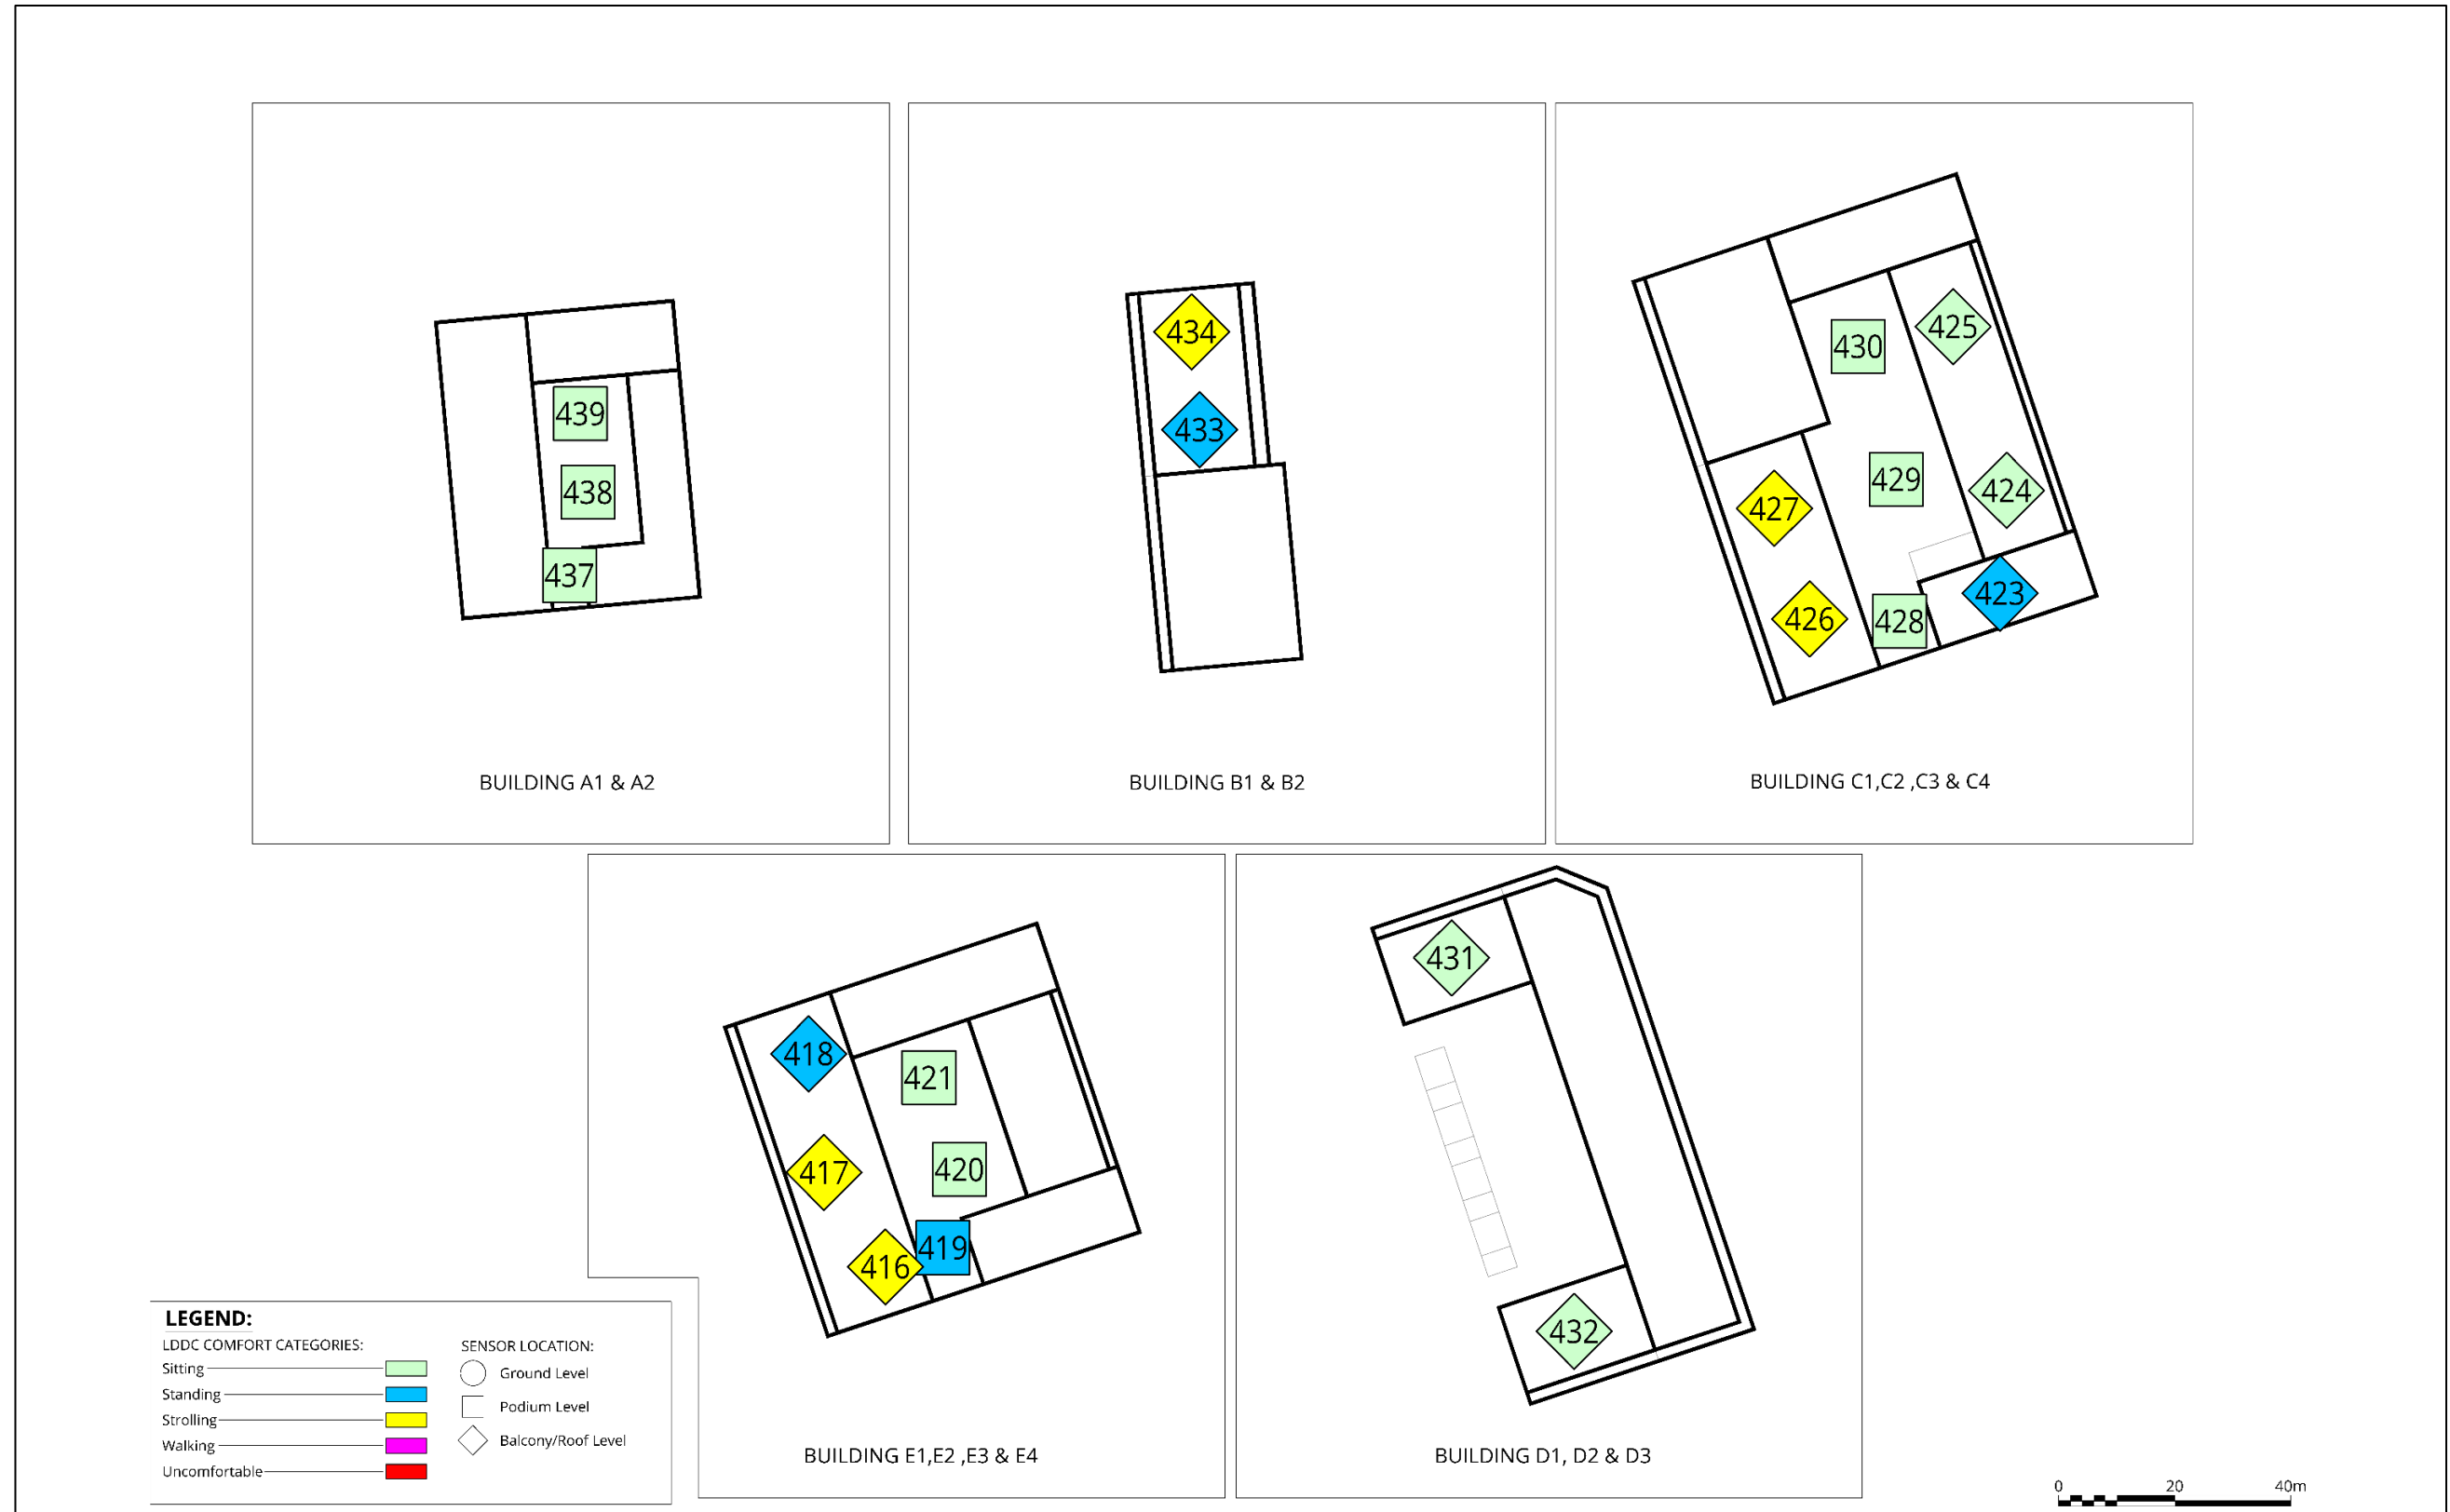 439
438
437
BUILDING A1 & A2
434
433
BUILDING B1 & B2
425
430
429
424
427
423
426
428
BUILDING C1,C2 ,C3 & C4
418
421
417
420
419
416
BUILDING E1,E2 ,E3 & E4
431
432
BUILDING D1, D2 & D3
LEGEND:
LDDC COMFORT CATEGORIES:
Sitting
Standing
Strolling
Walking
Uncomfortable
SENSOR LOCATION:
Ground Level
Podium Level
Balcony/Roof Level
0 20 40m